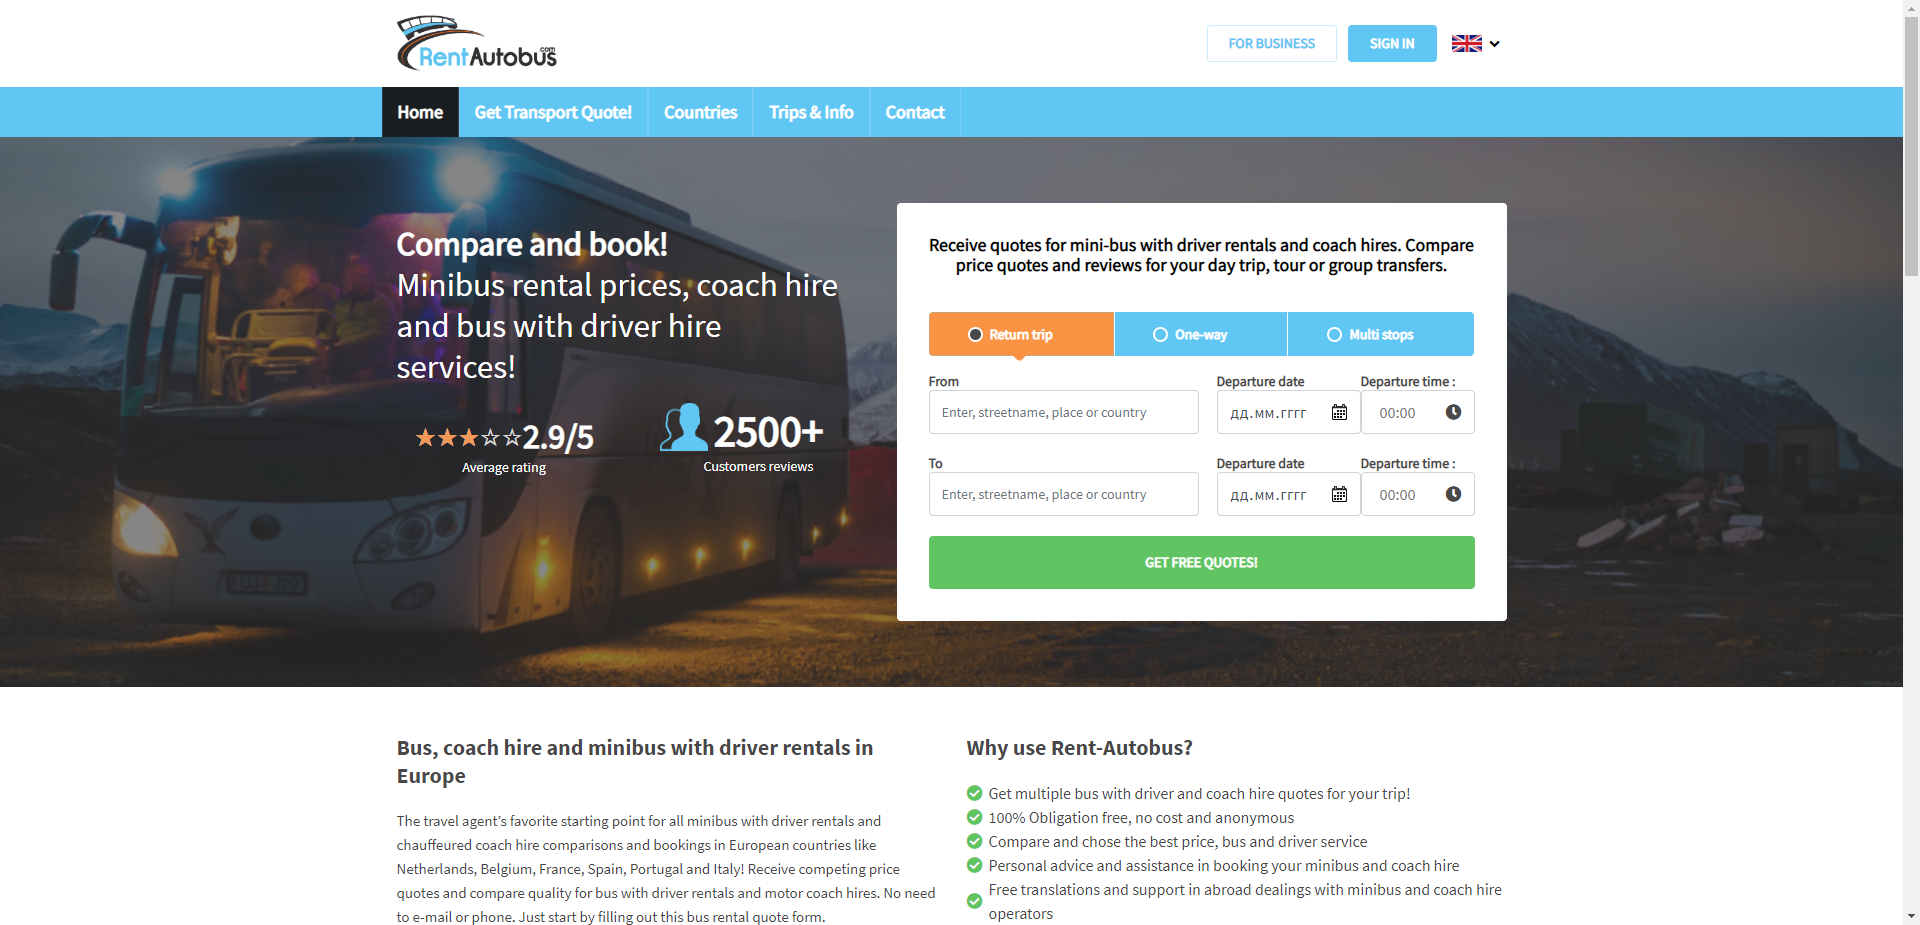 RentAutobus
.com
FOR BUSINESS
SIGN IN
Home
Get Transport Quote!
Countries
Trips & Info
Contact
Compare and book!
Minibus rental prices, coach hire
and bus with driver hire
services!
2.9/5
Average rating
2500+
Customers reviews
Receive quotes for mini-bus with driver rentals and coach hires. Compare
price quotes and reviews for your day trip, tour or group transfers.
Return trip
One-way
Multi stops
From
Departure date
Departure time :
Enter, streetname, place or country
дд.мм.гггг
00:00
To
Departure date
Departure time :
Enter, streetname, place or country
дд.мм.гггг
00:00
GET FREE QUOTES!
Bus, coach hire and minibus with driver rentals in
Europe
The travel agent’s favorite starting point for all minibus with driver rentals and
chauffeured coach hire comparisons and bookings in European countries like
Netherlands, Belgium, France, Spain, Portugal and Italy! Receive competing price
quotes and compare quality for bus with driver rentals and motor coach hires. No need
to e-mail or phone. Just start by filling out this bus rental quote form.
Why use Rent-Autobus?
Get multiple bus with driver and coach hire quotes for your trip!
100% Obligation free, no cost and anonymous
Compare and chose the best price, bus and driver service
Personal advice and assistance in booking your minibus and coach hire
Free translations and support in abroad dealings with minibus and coach hire
operators